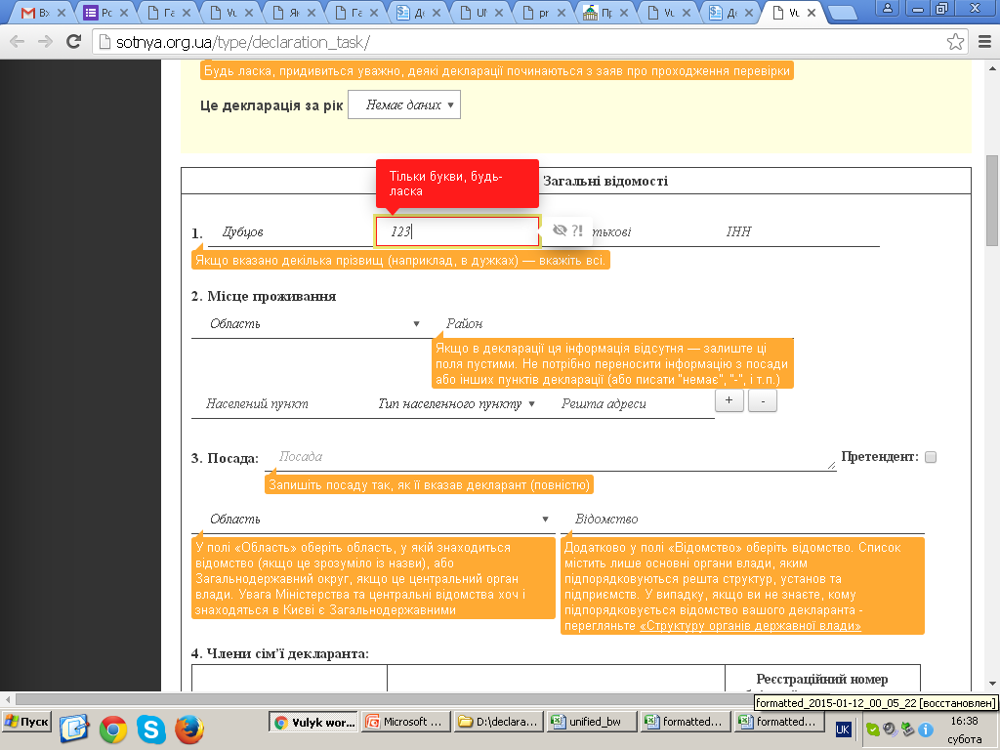 Вх
Ро
Га
Vu
Як
Га
Де
UM
pr
Пр
Vu
Де
Vu
sotnya.org.ua/type/declaration_task/
Будь ласка, придивиться уважно, деякі декларації починаються з заяв про проходження перевірки
Це декларація за рік Немає даних
Тільки букви, будь-
ласка
Загальні відомості
1. Дубцов 123 ?! тькові ІНН
Якщо вказано декілька прізвищ (наприклад, в дужках) — вкажіть всі.
2. Місце проживання
Область Район
Якщо в декларації ця інформація відсутня — залиште ці
поля пустими. Не потрібно переносити інформацію з посади
або інших пунктів декларації (або писати "немає", "-", і т.п.)
Населений пункт Тип населенного пункту Решта адреси + -
3. Посада: Посада Претендент:
Запишіть посаду так, як її вказав декларант (повністю)
Область Відомство
У полі «Область» оберіть область, у якій знаходиться
відомство (якщо це зрозуміло із назви), або
Загальнодержавний округ, якщо це центральний орган
влади. Увага Міністерства та центральні відомства хоч і
знаходяться в Києві є Загальнодержавними
Додатково у полі «Відомство» оберіть відомство. Список
містить лише основні органи влади, яким
підпорядковуються решта структур, установ та
підприємств. У випадку, якщо ви не знаєте, кому
підпорядковується відомство вашого декларанта -
перегляньте «Структуру органів державної влади»
4. Члени сім'ї декларанта:
Реєстраційний номер
formatted_2015-01-12_00_05_22 [восстановлен]
Пуск Vulyk wor... Microsoft ... D:\declara... unified_bw formatted... formatted... UK 16:38
субота